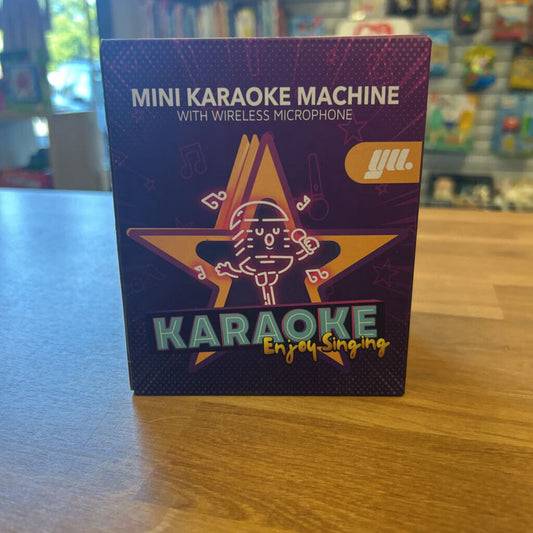 MINI KARAOKE MACHINE
WITH WIRELESS MICROPHONE
yu.
KARAOKE
Enjoy Singing